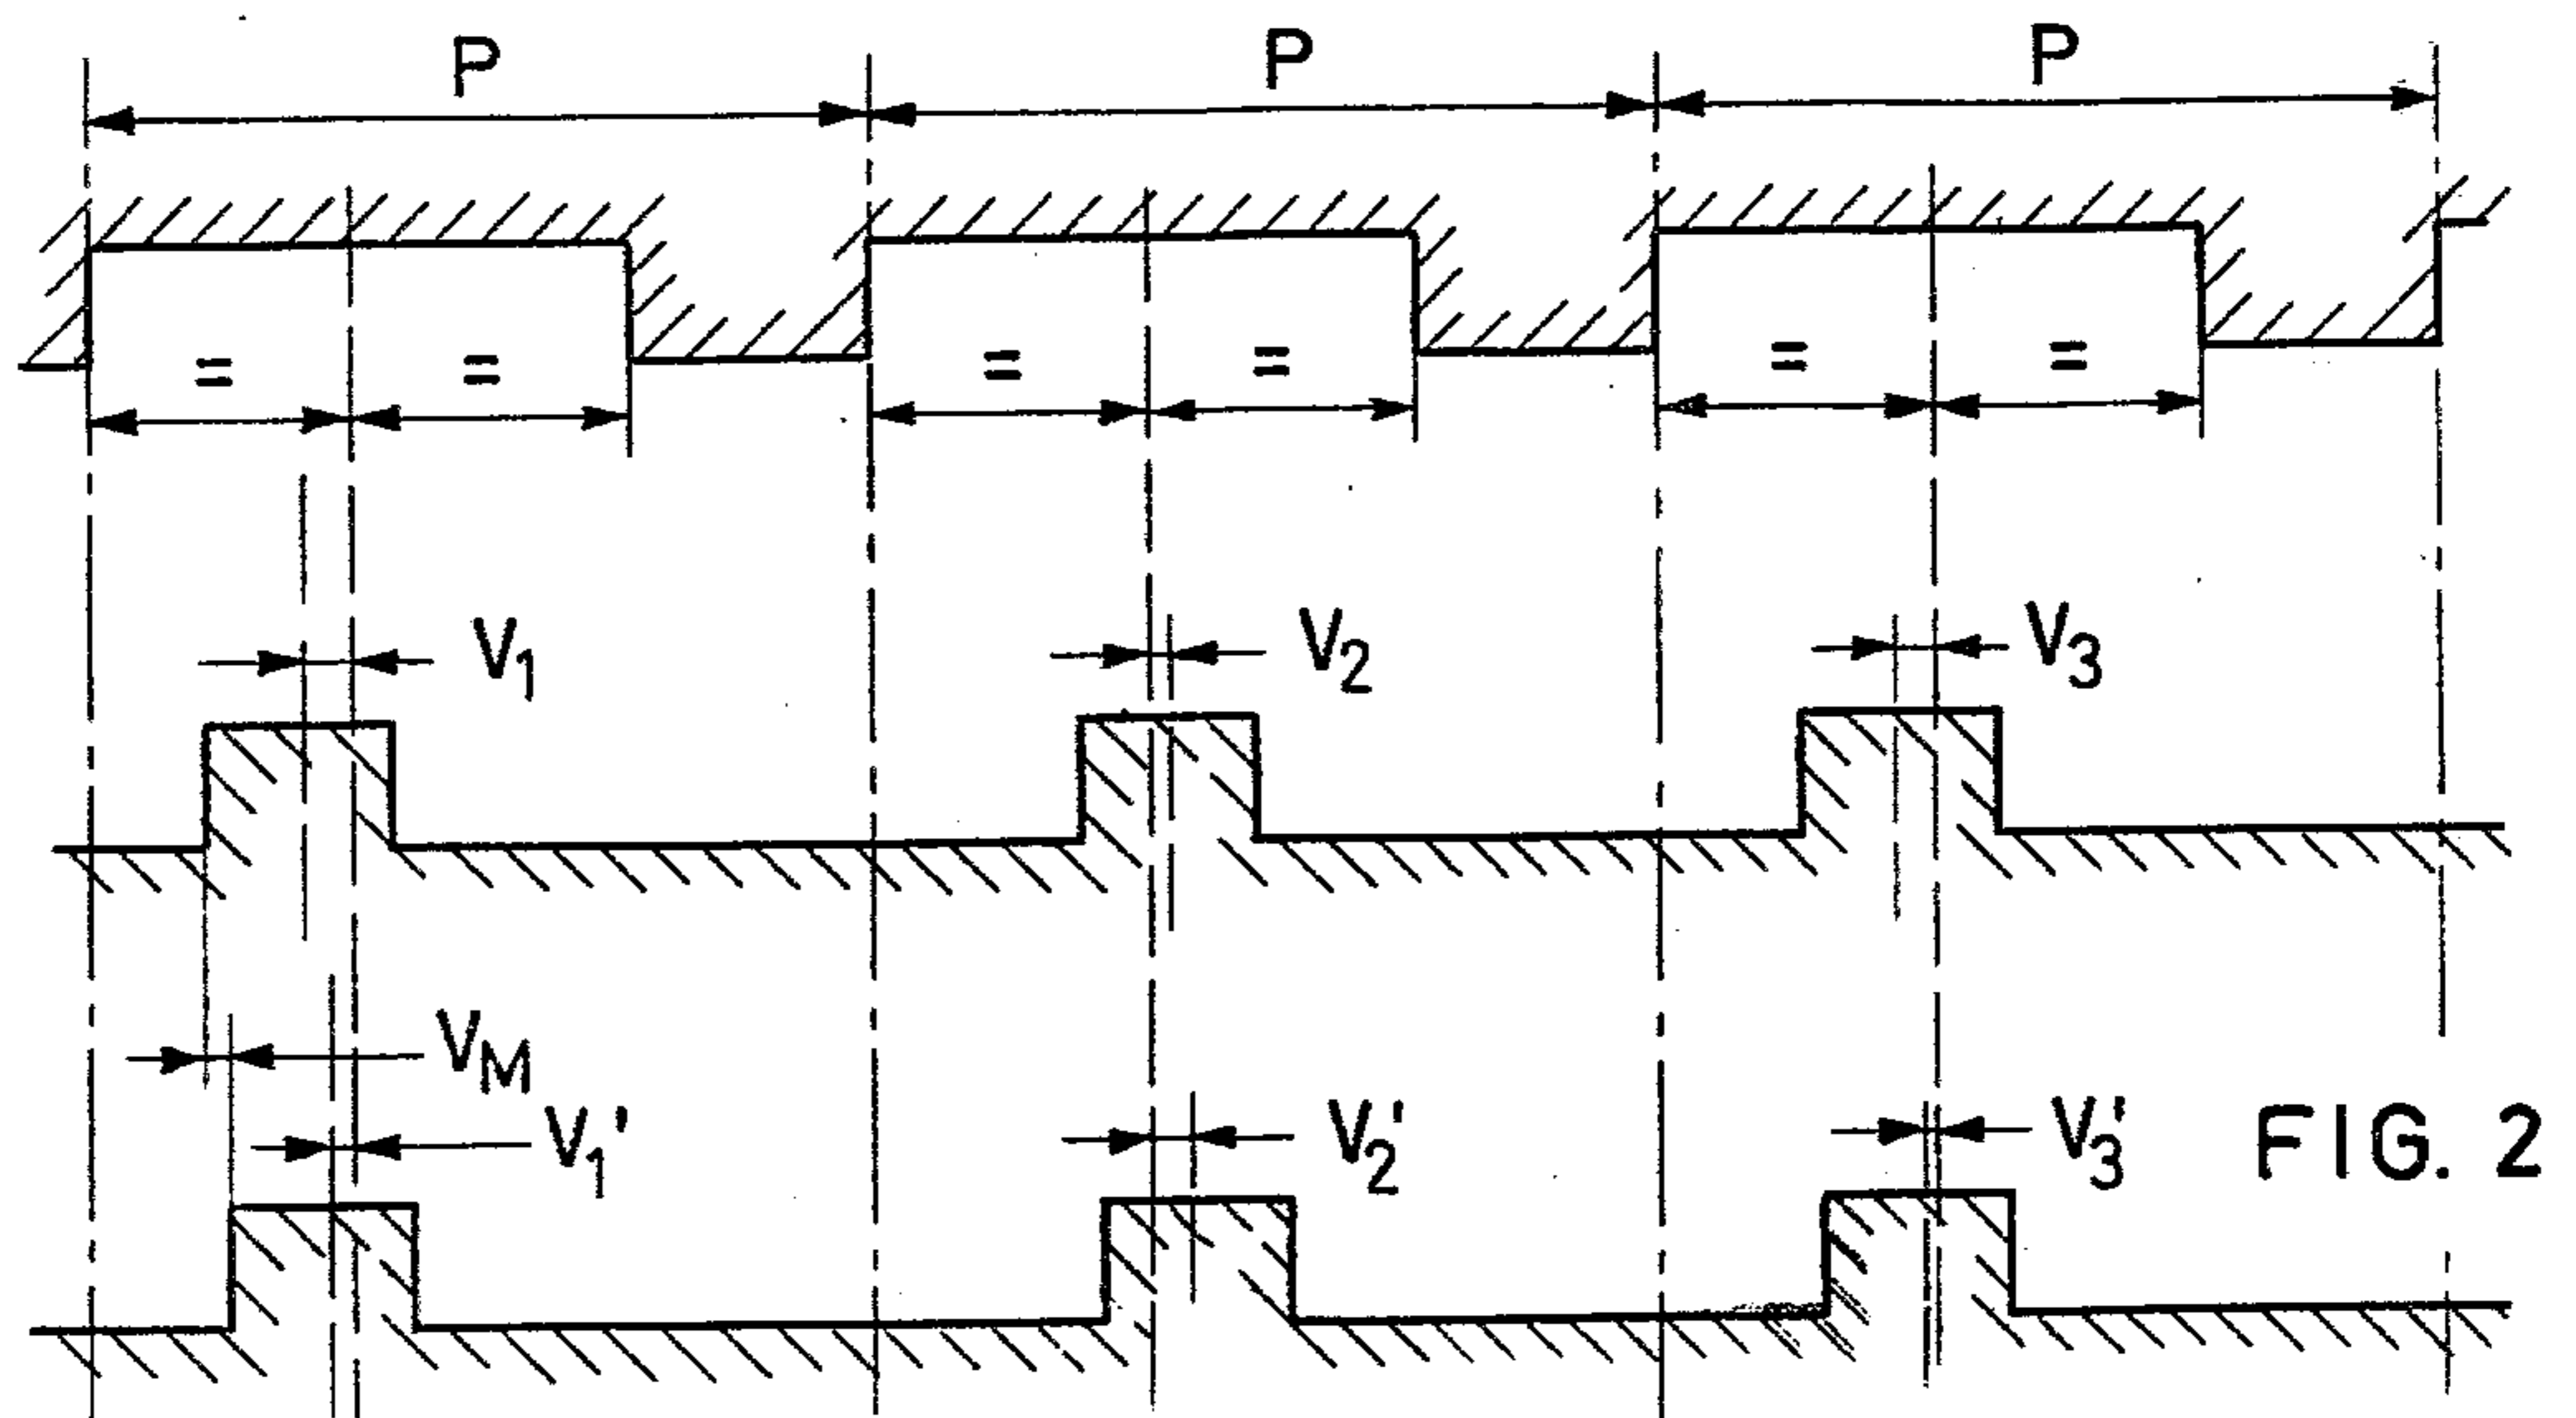 P P P
= = = = = =
V1 V2 V3
VM
V1' V2' V3'
FIG. 2